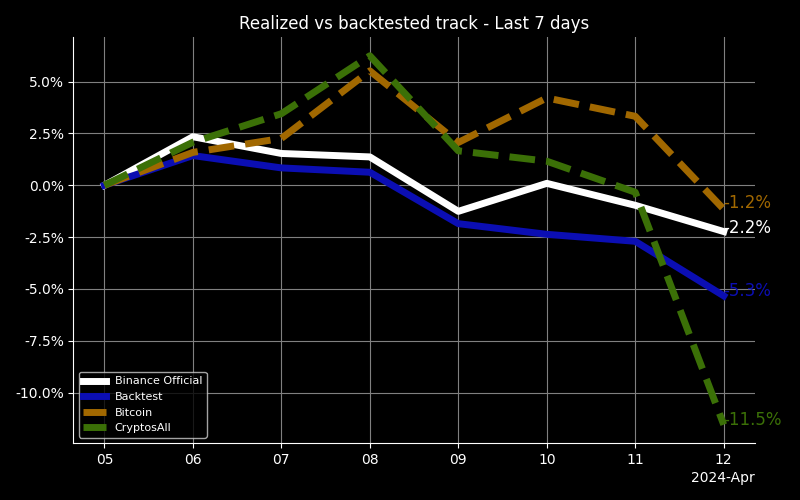 Realized vs backtested track - Last 7 days
5.0%
2.5%
0.0%
-2.5%
-5.0%
-7.5%
-10.0%
-1.2%
-2.2%
-5.3%
-11.5%
Binance Official
Backtest
Bitcoin
CryptosAll
05 06 07 08 09 10 11 12
2024-Apr